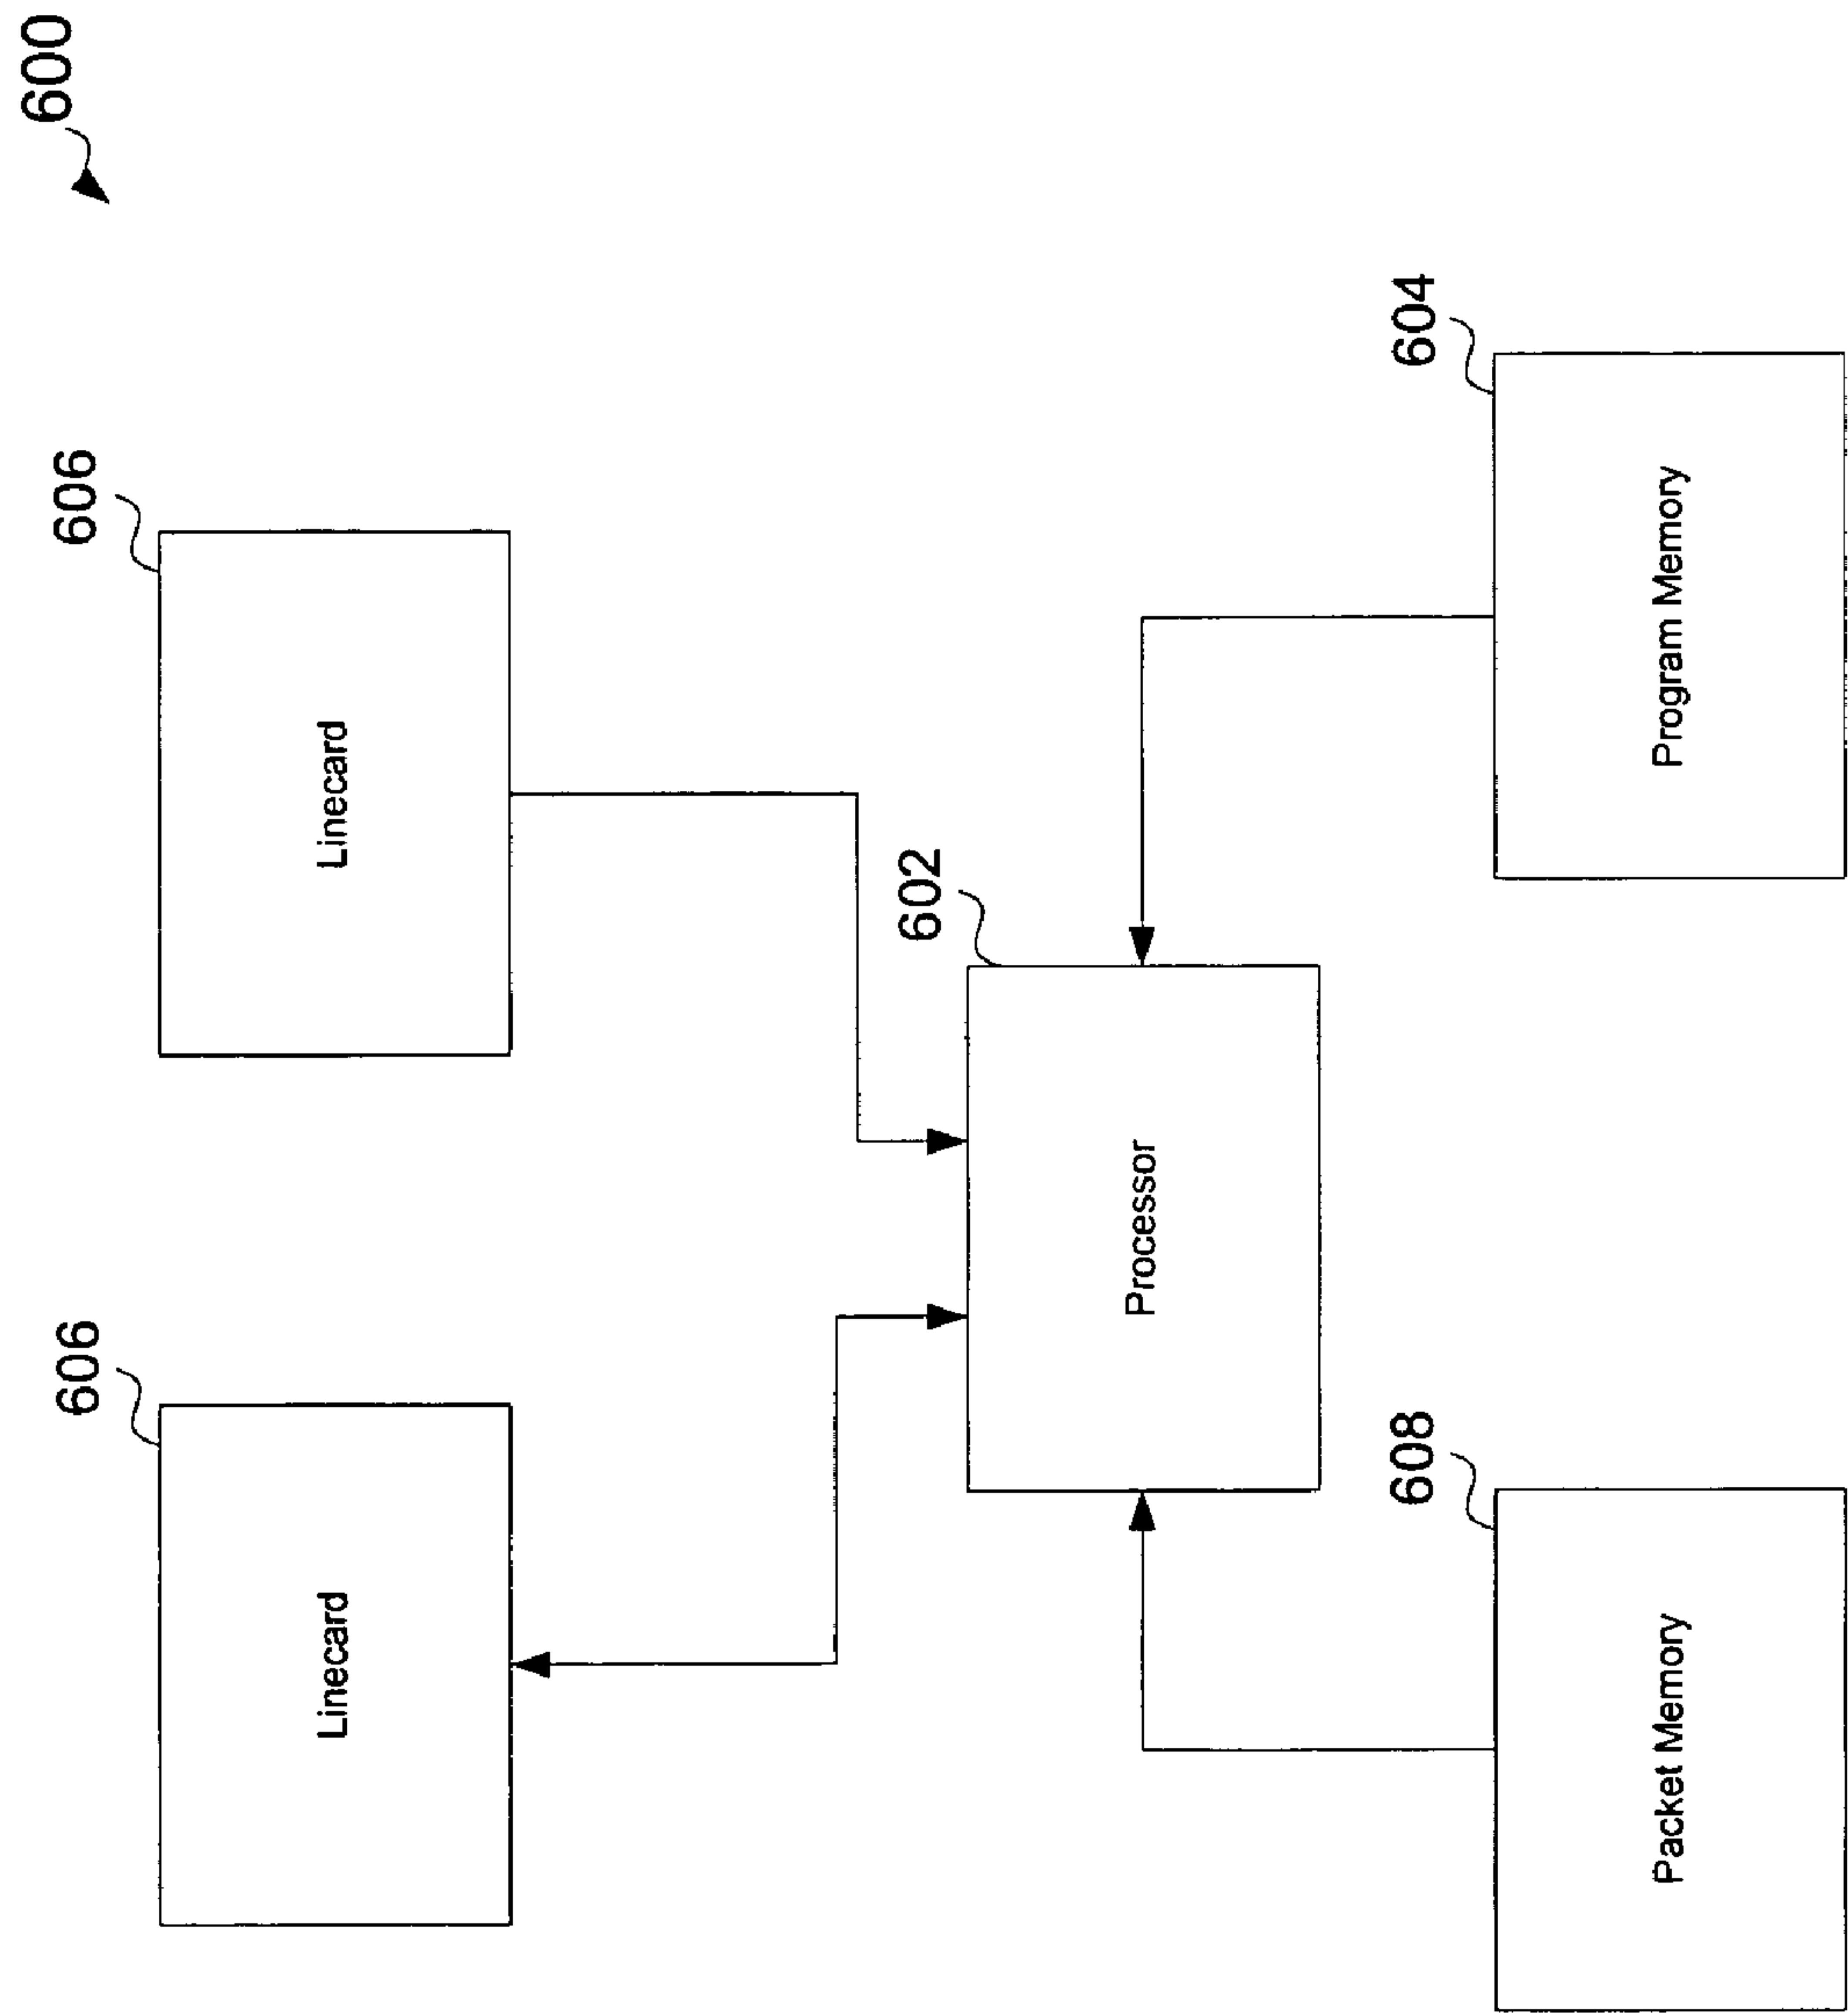 600
606
606
Linecard
Linecard
602
Processor
608
604
Packet Memory
Program Memory